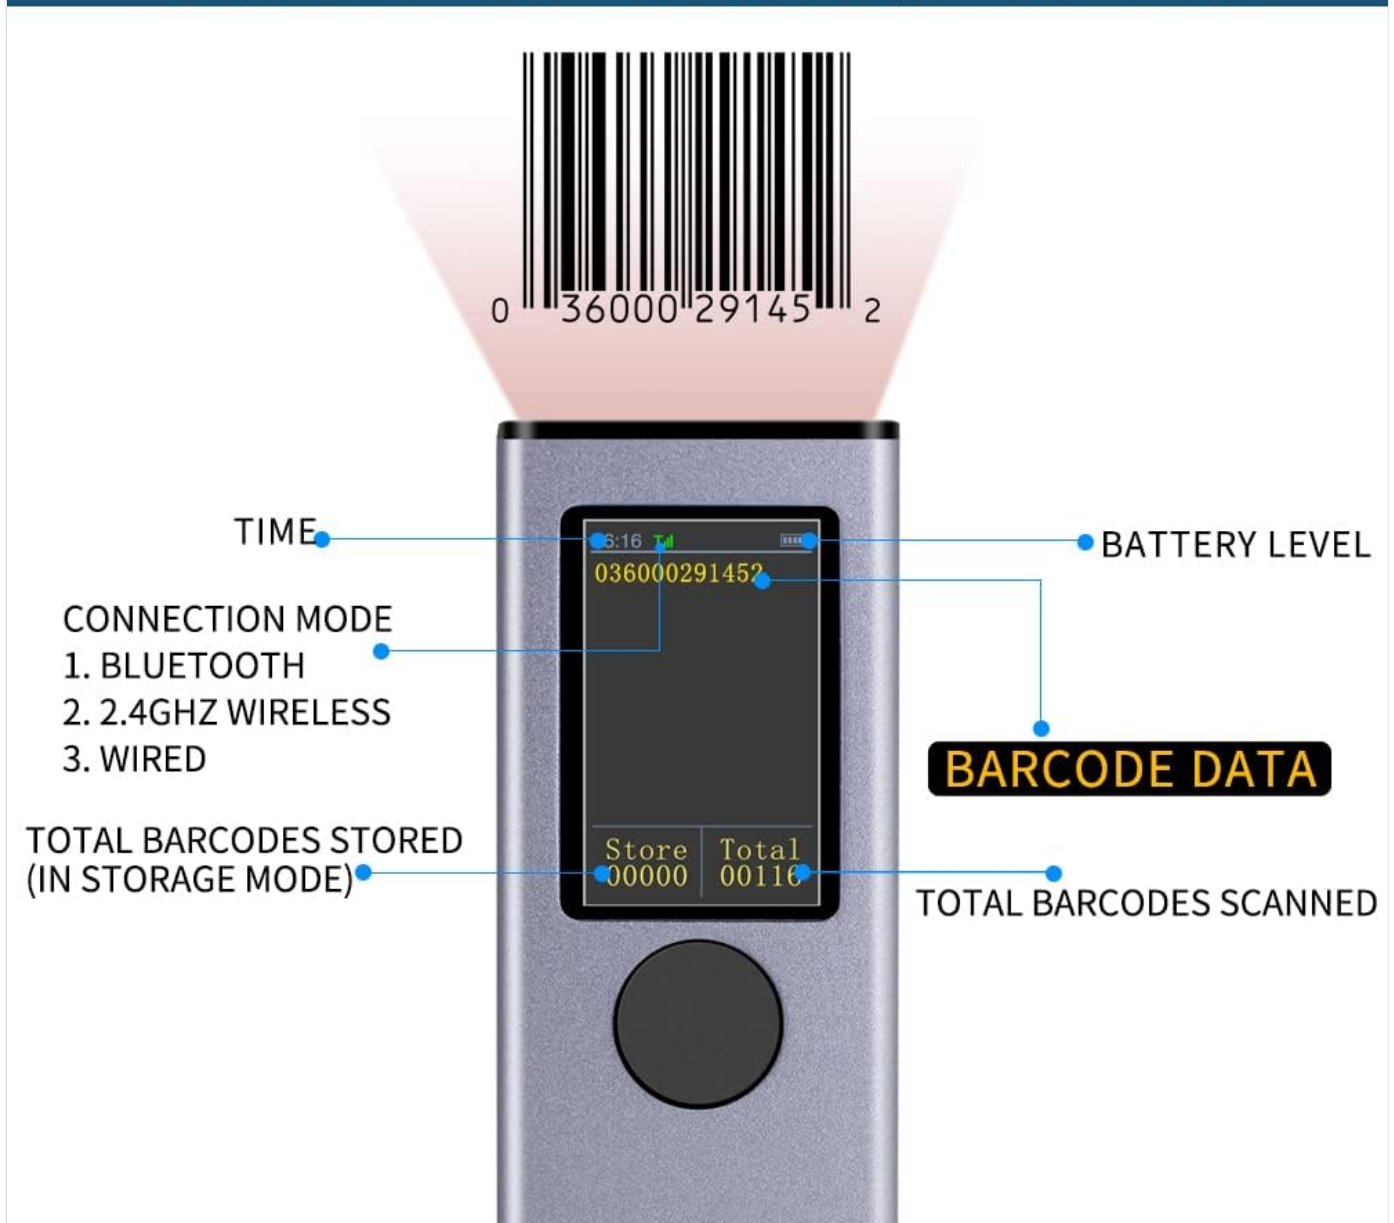 0 36000 29145 2
TIME
6:16
BATTERY LEVEL
036000291452
CONNECTION MODE
1. BLUETOOTH
2. 2.4GHZ WIRELESS
3. WIRED
BARCODE DATA
TOTAL BARCODES STORED
(IN STORAGE MODE)
Store Total
00000 00116
TOTAL BARCODES SCANNED